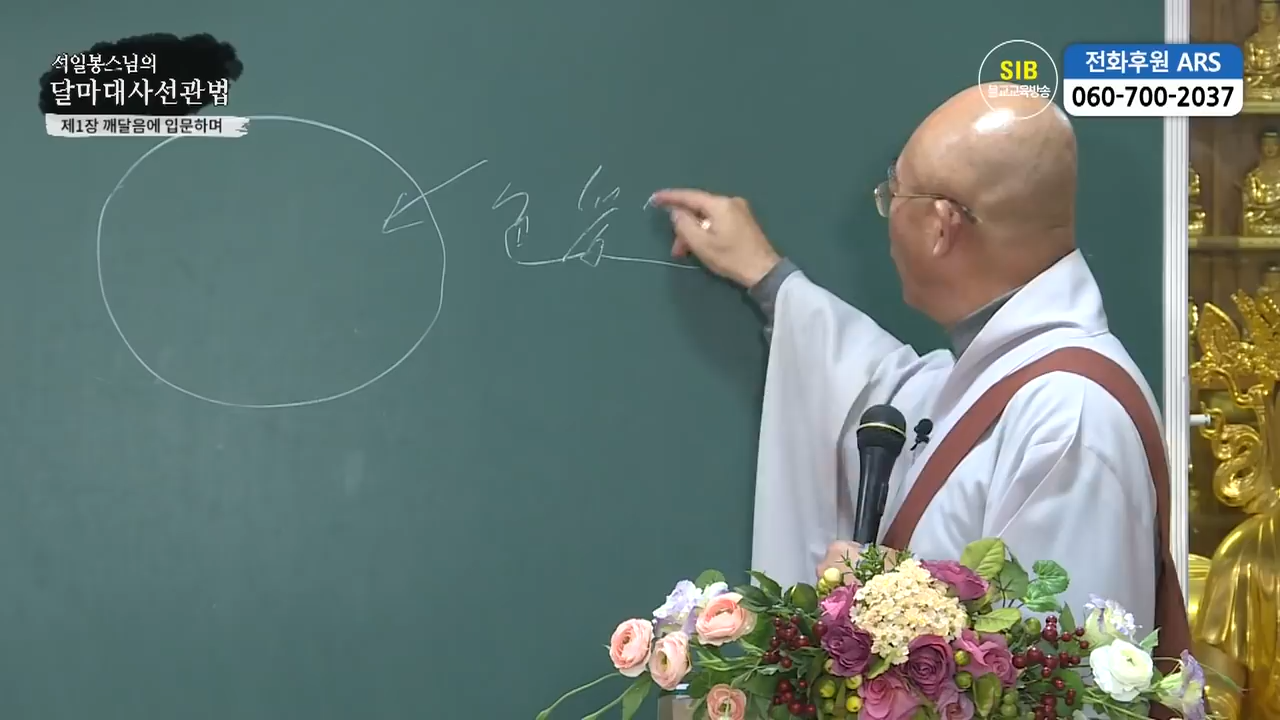 석일봉스님의
달마대사선관법
제1장 깨달음에 입문하며
SIB
불교교육방송
전화후원 ARS
060-700-2037